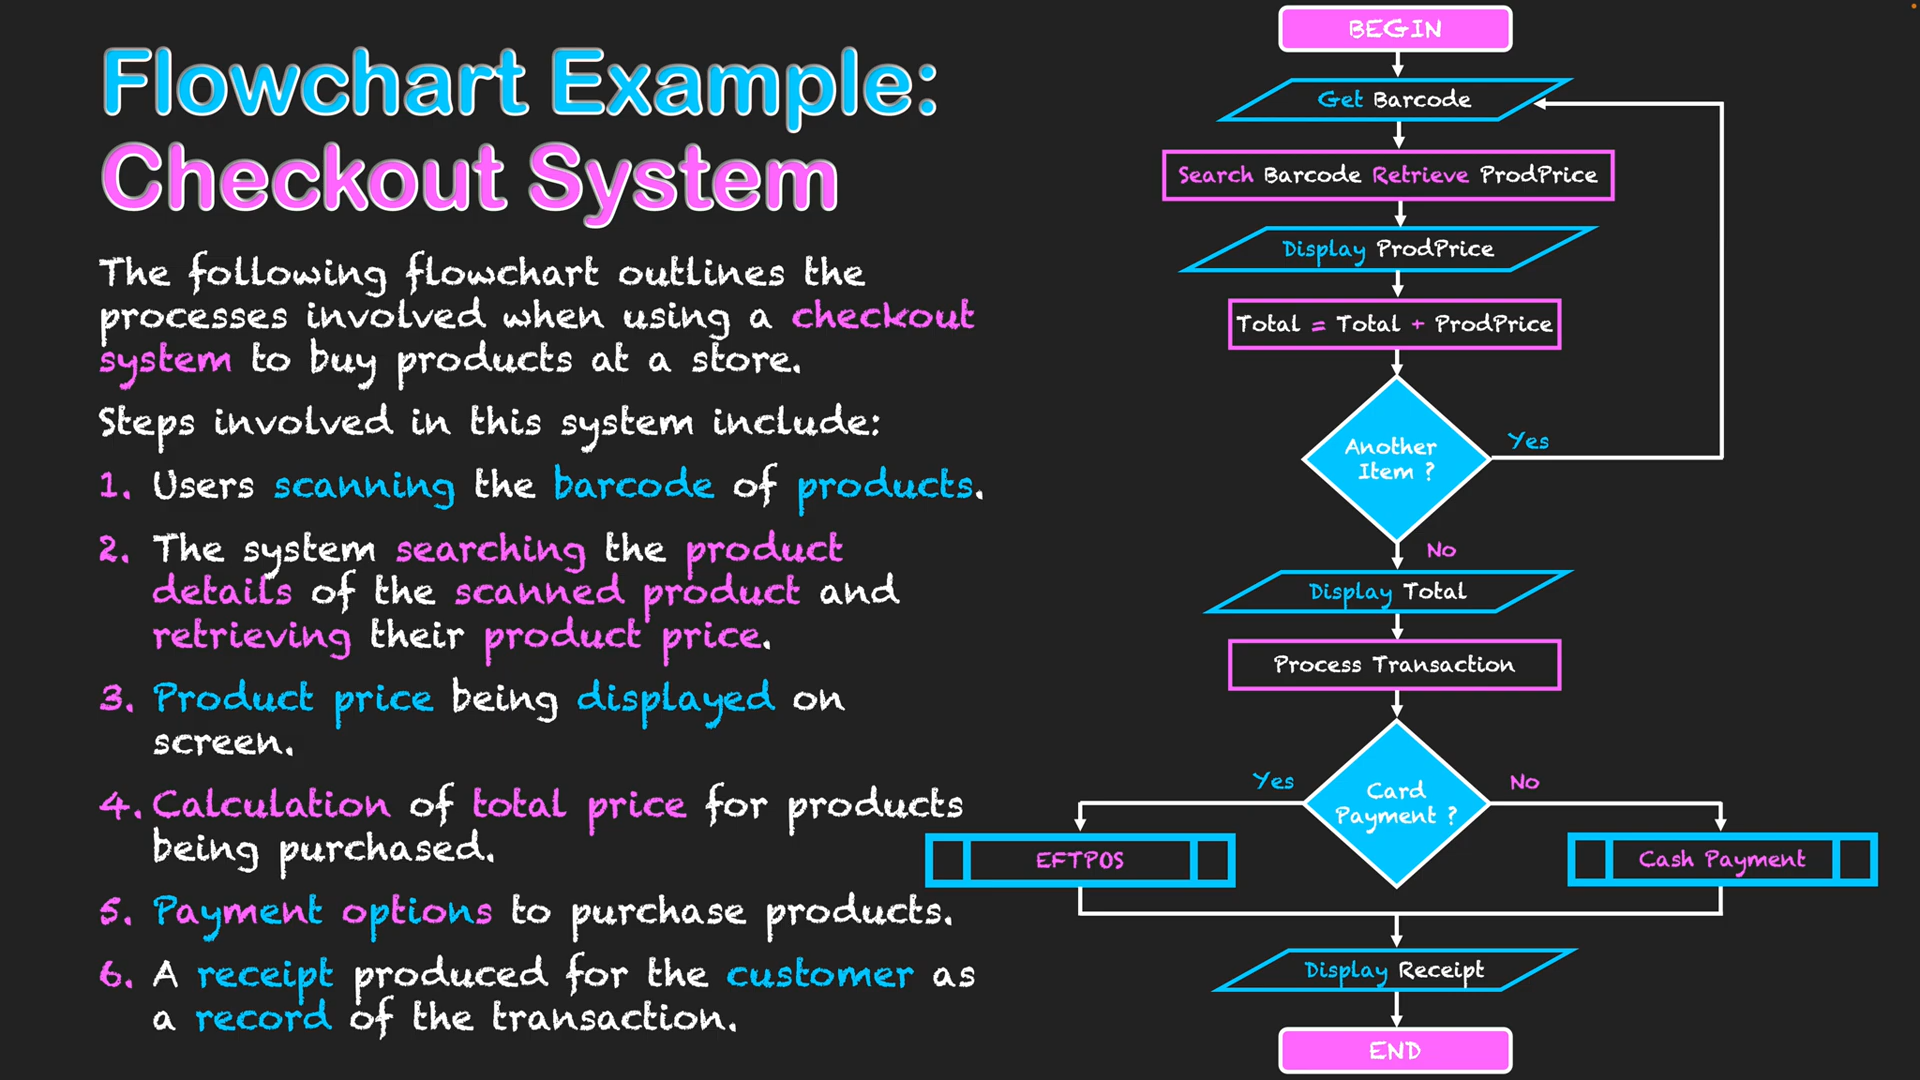 Flowchart Example:
Checkout System
The following flowchart outlines the
processes involved when using a checkout
system to buy products at a store.
Steps involved in this system include:
1. Users scanning the barcode of products.
2. The system searching the product
details of the scanned product and
retrieving their product price.
3. Product price being displayed on
screen.
4. Calculation of total price for products
being purchased.
5. Payment options to purchase products.
6. A receipt produced for the customer as
a record of the transaction.
BEGIN
Get Barcode
Search Barcode Retrieve ProdPrice
Display ProdPrice
Total = Total + ProdPrice
Another
Item ?
Yes
No
Display Total
Process Transaction
Card
Payment ?
Yes
No
EFTPOS
Cash Payment
Display Receipt
END